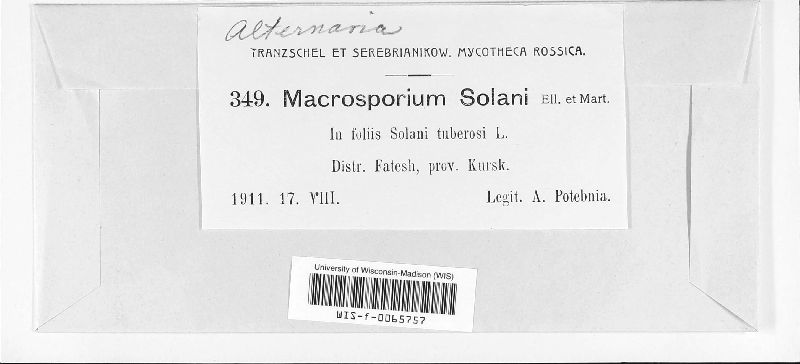 Alternaria
TRANZSCHEL ET SEREBRIANIKOW. MYCOTHECA ROSSICA.
349. Macrosporium Solani Ell. et Mart.
In foliis Solani tuberosi L.
Distr. Fatesh, prov. Kursk.
1911. 17. VIII. Legit. A. Potebnia.
University of Wisconsin-Madison (WIS)
WIS-f-0065757